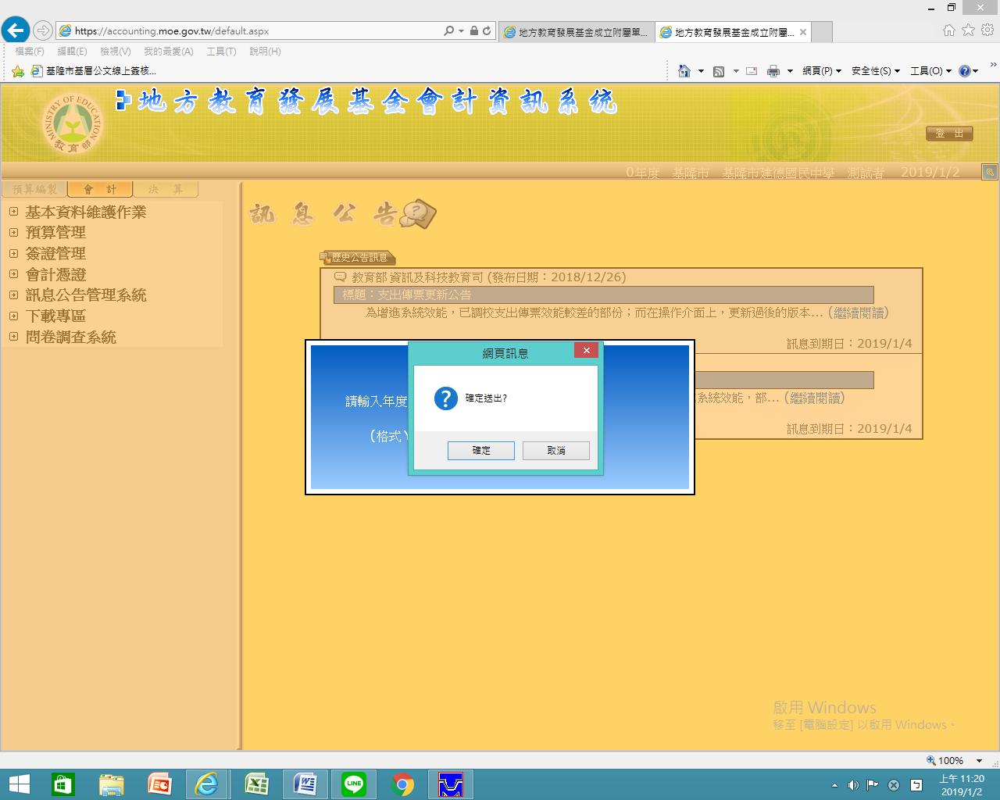 https://accounting.moe.gov.tw/default.aspx
地方教育發展基金成立附屬單...
地方教育發展基金成立附屬...
檔案(F) 編輯(E) 檢視(V) 我的最愛(A) 工具(T) 說明(H)
基隆市基層公文線上簽核...
網頁(P) 安全性(S) 工具(O)
MINISTRY OF EDUCATION
教育部
地方教育發展基金會計資訊系統
登 出
0年度 基隆市 基隆市建德國民中學 測試者 2019/1/2
預算編製 會 計 決 算
基本資料維護作業
預算管理
簽證管理
會計憑證
訊息公告管理系統
下載專區
問卷調查系統
訊 息 公 告
歷史公告訊息
教育部 資訊及科技教育司 (發布日期：2018/12/26)
標題：支出傳票更新公告
為增進系統效能，已調校支出傳票效能較差的部份；而在操作介面上，更新過後的版本... (繼續閱讀)
訊息到期日：2019/1/4
系統效能，部... (繼續閱讀)
訊息到期日：2019/1/4
請輸入年度
(格式
網頁訊息
確定送出?
確定 取消
啟用 Windows
移至 [電腦設定] 以啟用 Windows。
100%
LINE
上午 11:20
2019/1/2